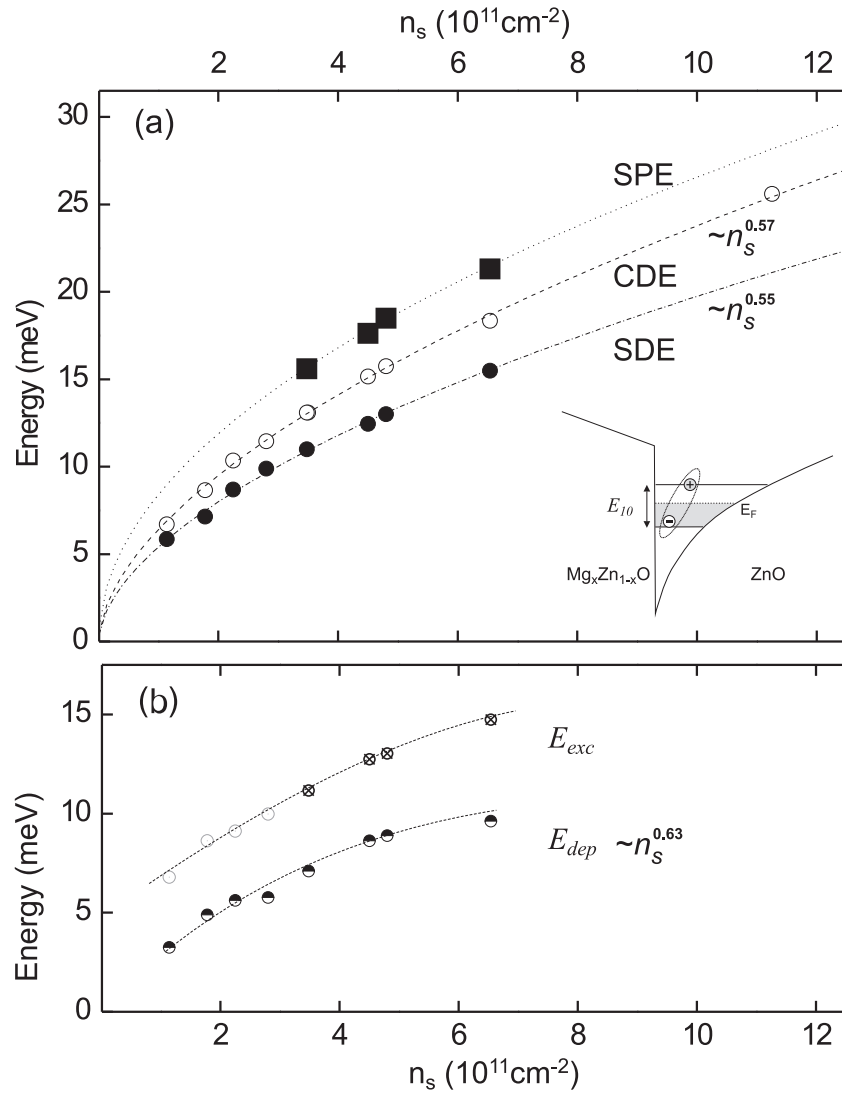 n_s (10^11cm^-2)
2 4 6 8 10 12
(a)
30
25
20
15
10
5
0
Energy (meV)
SPE
~n_s^0.57
CDE
~n_s^0.55
SDE
E_10
+
−
E_F
Mg_xZn_1-xO
ZnO
(b)
15
10
5
0
Energy (meV)
E_exc
E_dep ~n_s^0.63
2 4 6 8 10 12
n_s (10^11cm^-2)